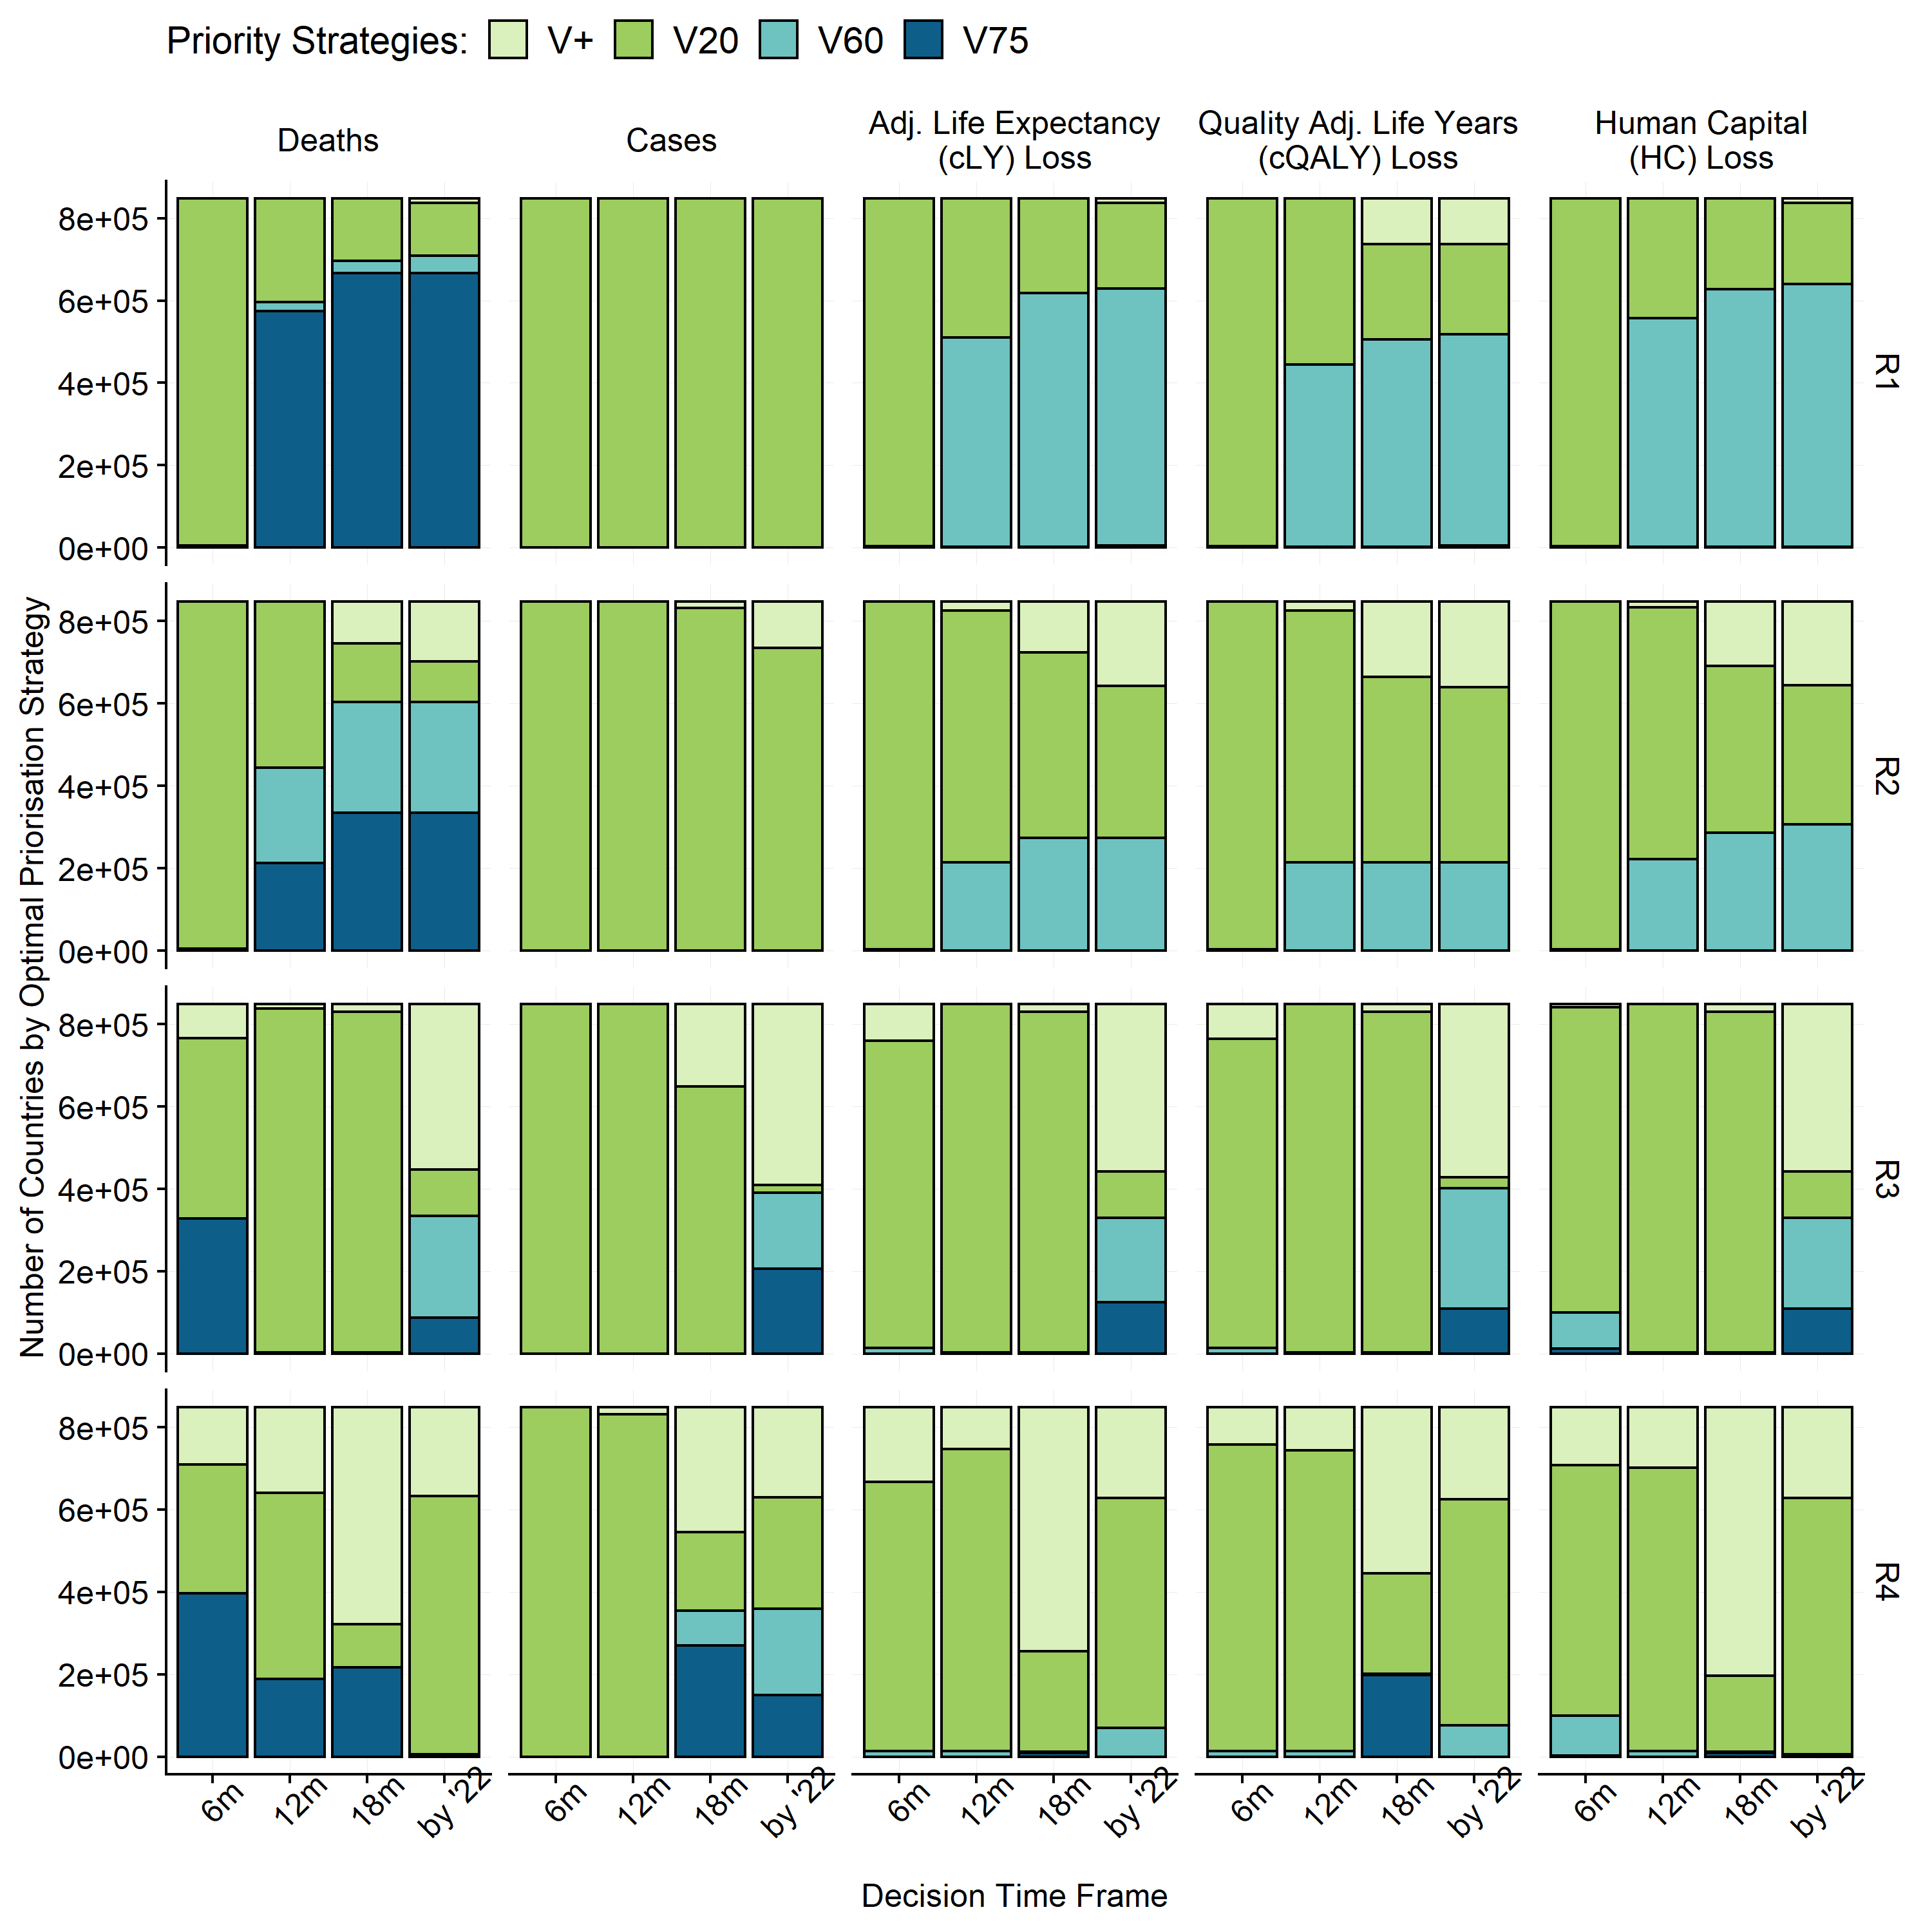 Priority Strategies: V+ V20 V60 V75
Deaths
Cases
Adj. Life Expectancy
(cLY) Loss
Quality Adj. Life Years
(cQALY) Loss
Human Capital
(HC) Loss
Number of Countries by Optimal Priorisation Strategy
8e+05
6e+05
4e+05
2e+05
0e+00
R1
8e+05
6e+05
4e+05
2e+05
0e+00
R2
8e+05
6e+05
4e+05
2e+05
0e+00
R3
8e+05
6e+05
4e+05
2e+05
0e+00
R4
6m 12m 18m by '22
6m 12m 18m by '22
6m 12m 18m by '22
6m 12m 18m by '22
6m 12m 18m by '22
Decision Time Frame